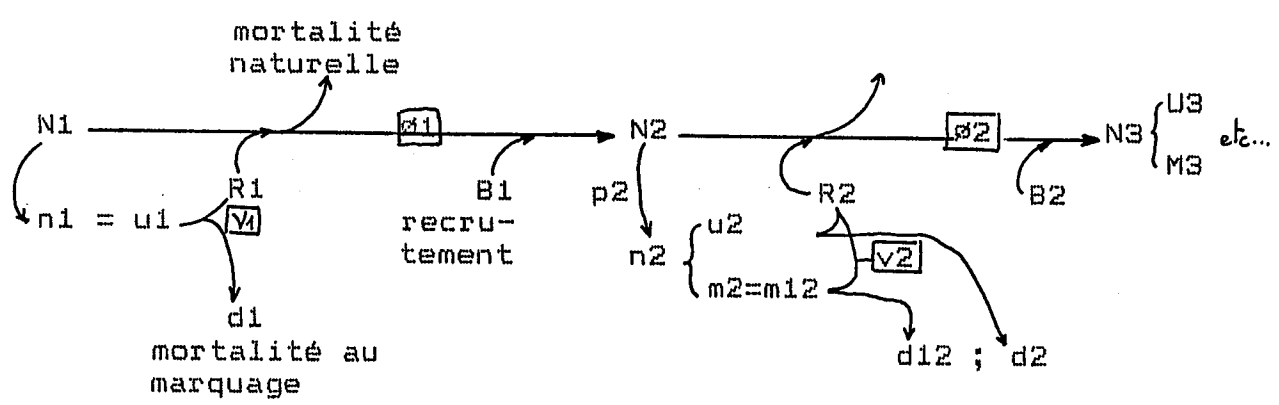 mortalité
naturelle
N1 ø1 N2 ø2 N3 { U3 etc...
M3
R1 B1 p2 R2 B2
n1 = u1 V1 recru- u2
tement n2 { v2
m2=m12
d1
mortalité au d12 ; d2
marquage